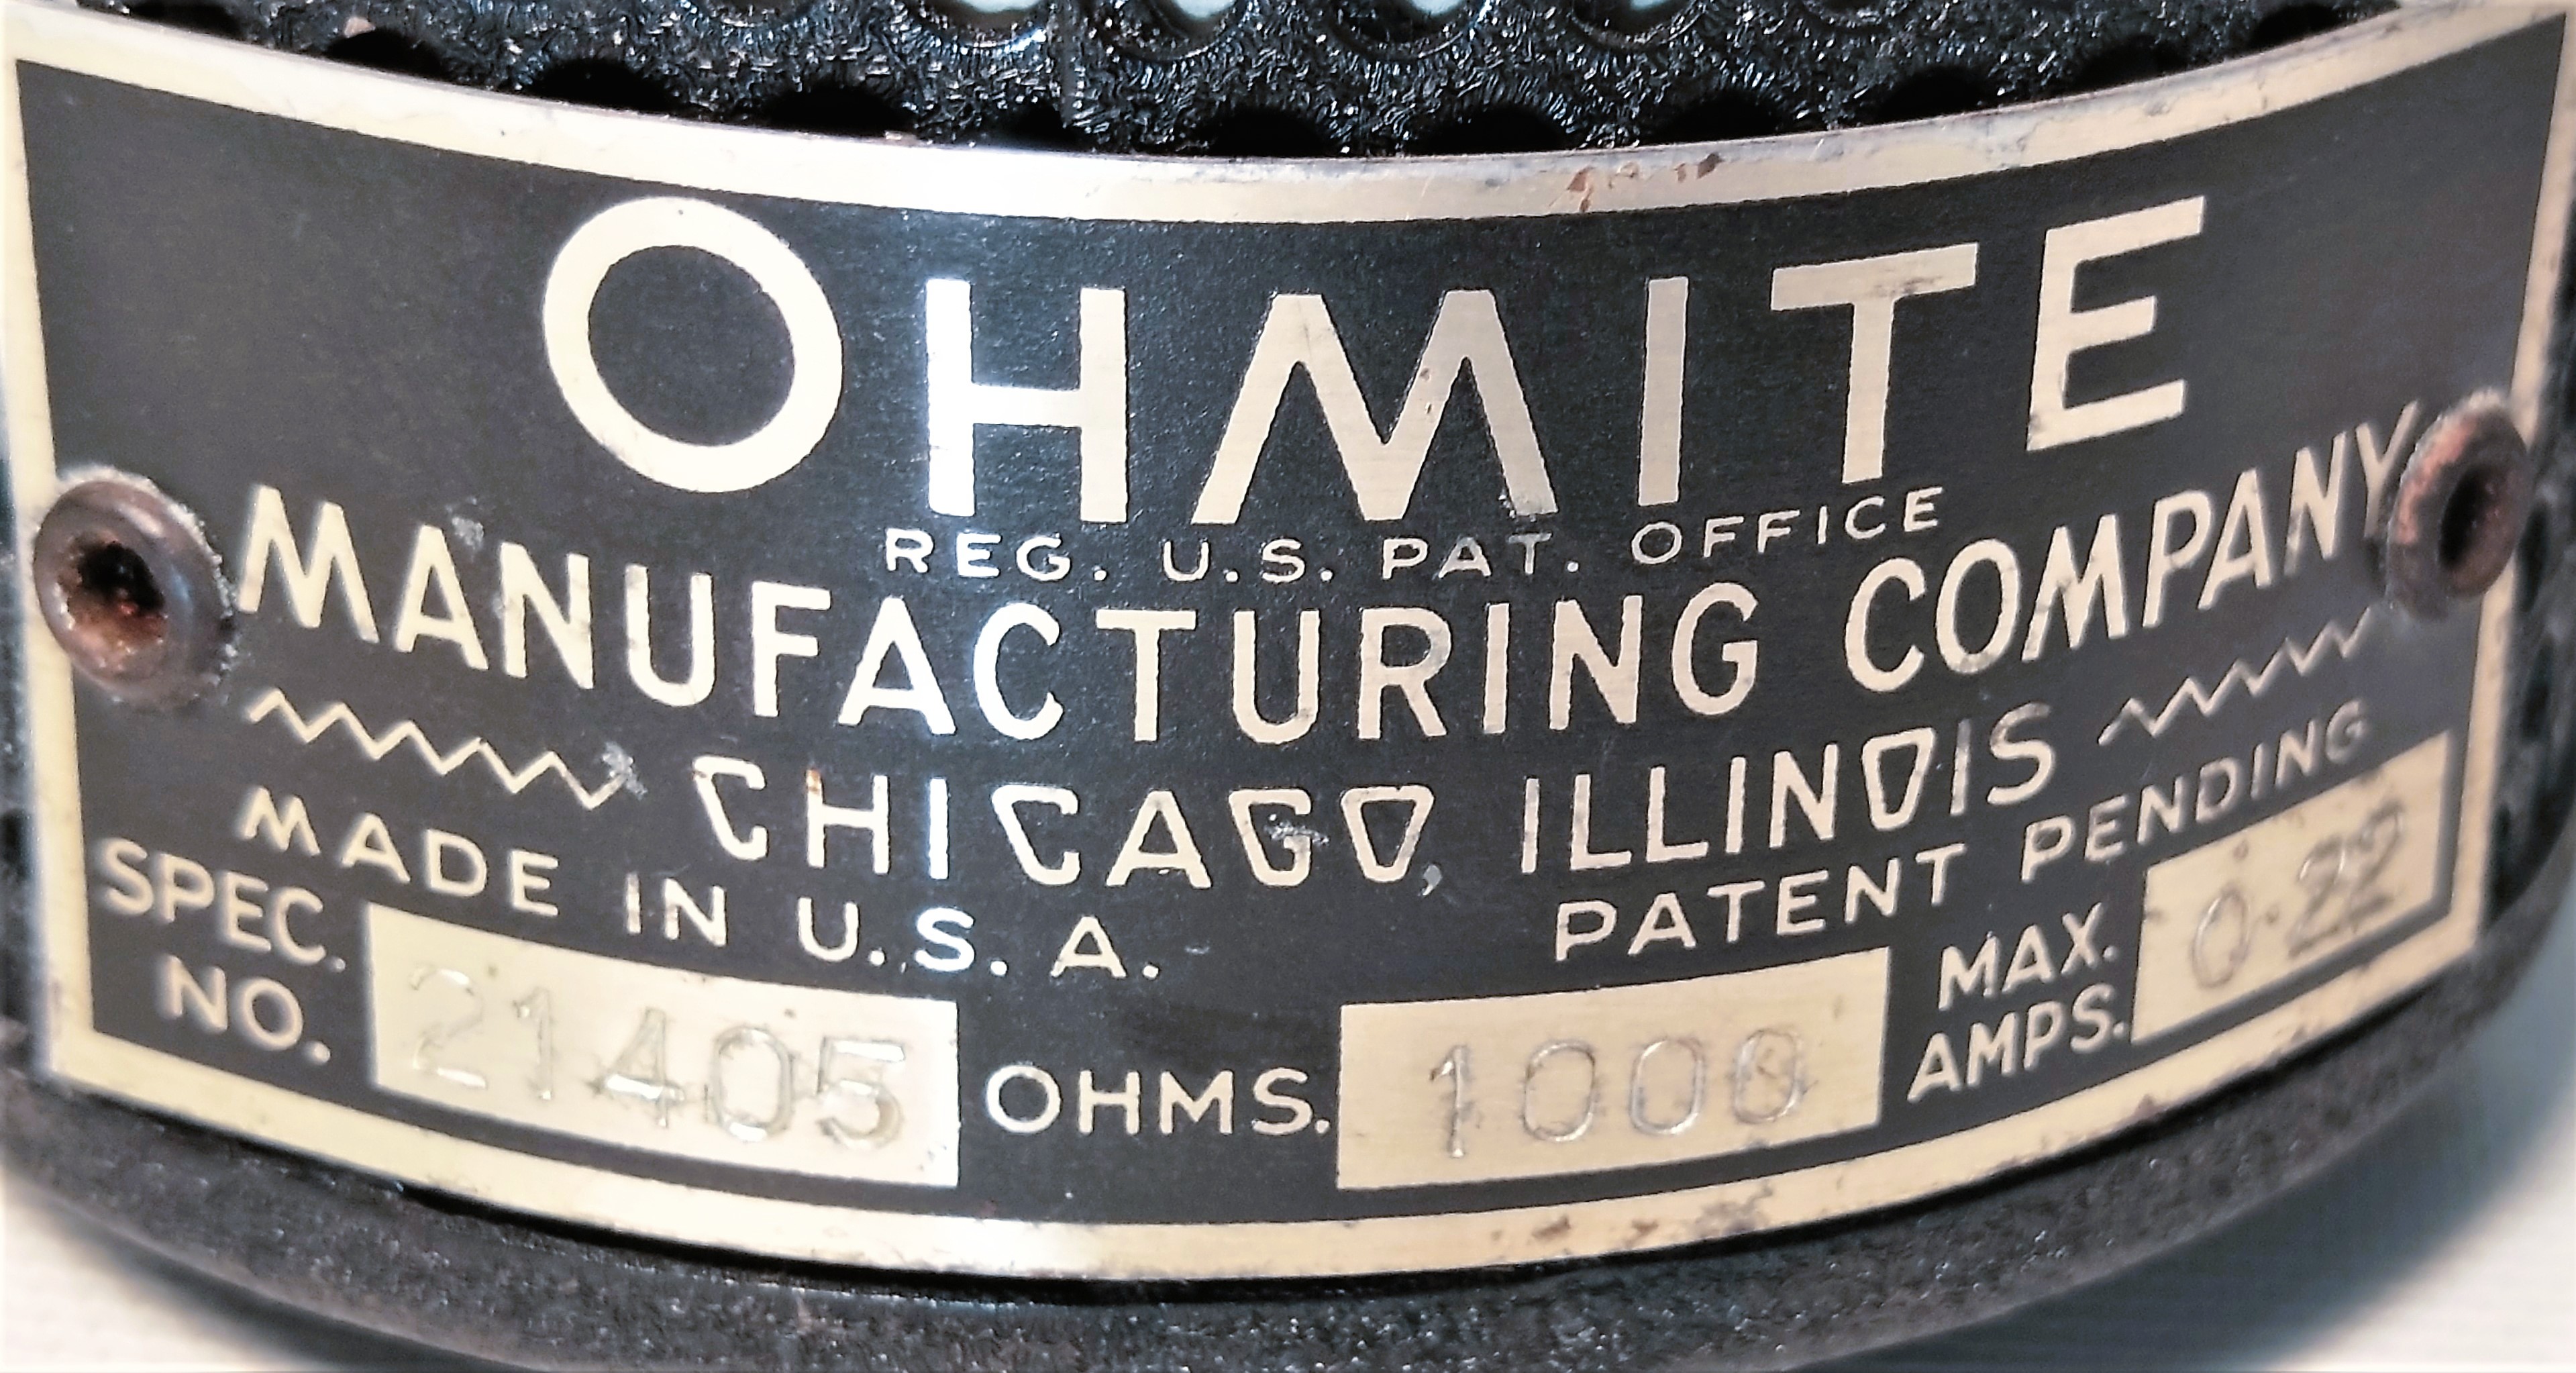 OHMITE
REG. U.S. PAT. OFFICE
MANUFACTURING COMPANY
CHICAGO, ILLINOIS
MADE IN U.S.A. PATENT PENDING
SPEC. NO. 21405 OHMS. 1000 MAX. AMPS. 0.22